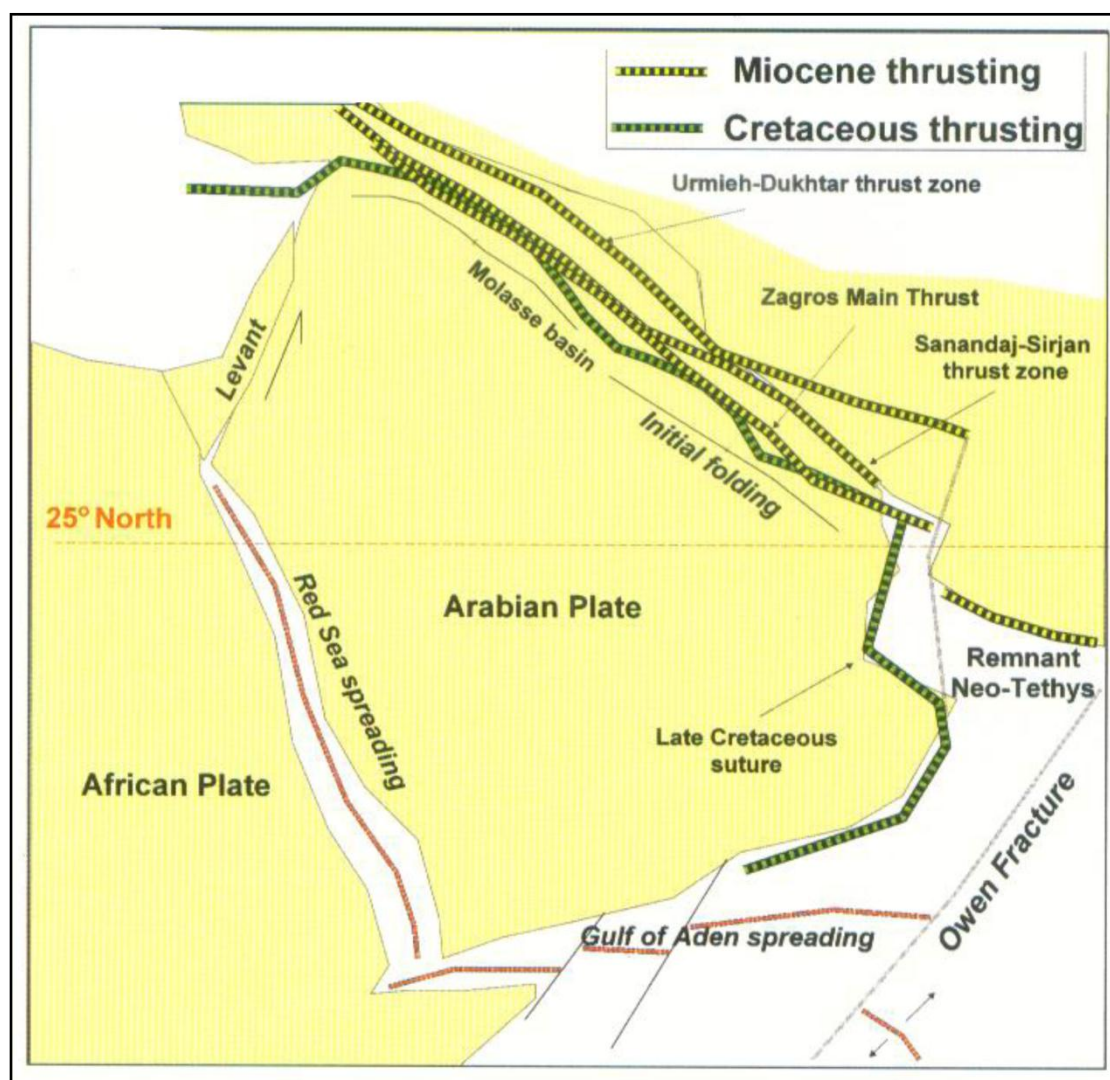 Miocene thrusting
Cretaceous thrusting
Urmieh-Dukhtar thrust zone
Zagros Main Thrust
Sanandaj-Sirjan
thrust zone
Molasse basin
Levant
Initial folding
25° North
Red Sea spreading
Arabian Plate
Remnant
Neo-Tethys
Late Cretaceous
suture
African Plate
Owen Fracture
Gulf of Aden spreading